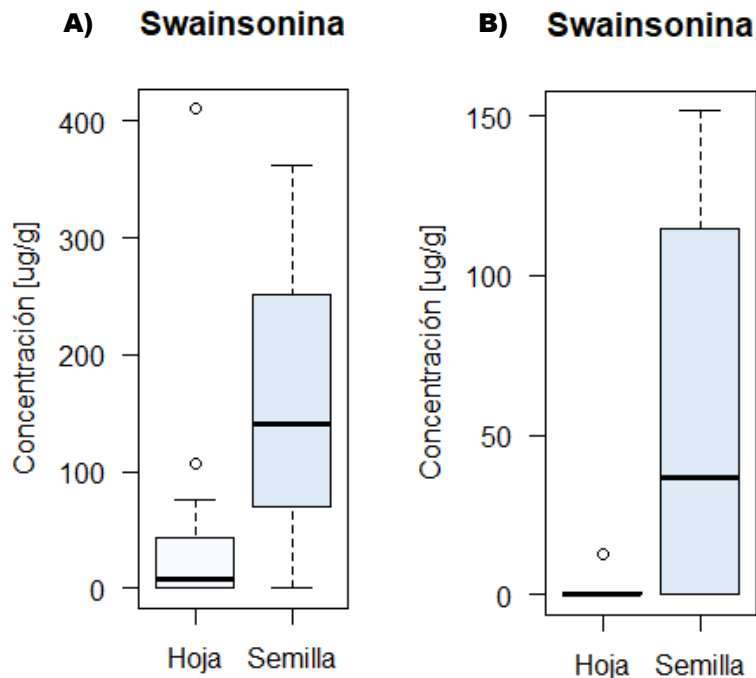 A) Swainsonina
Concentración [ug/g]
400
300
200
100
0
Hoja Semilla
B) Swainsonina
Concentración [ug/g]
150
100
50
0
Hoja Semilla